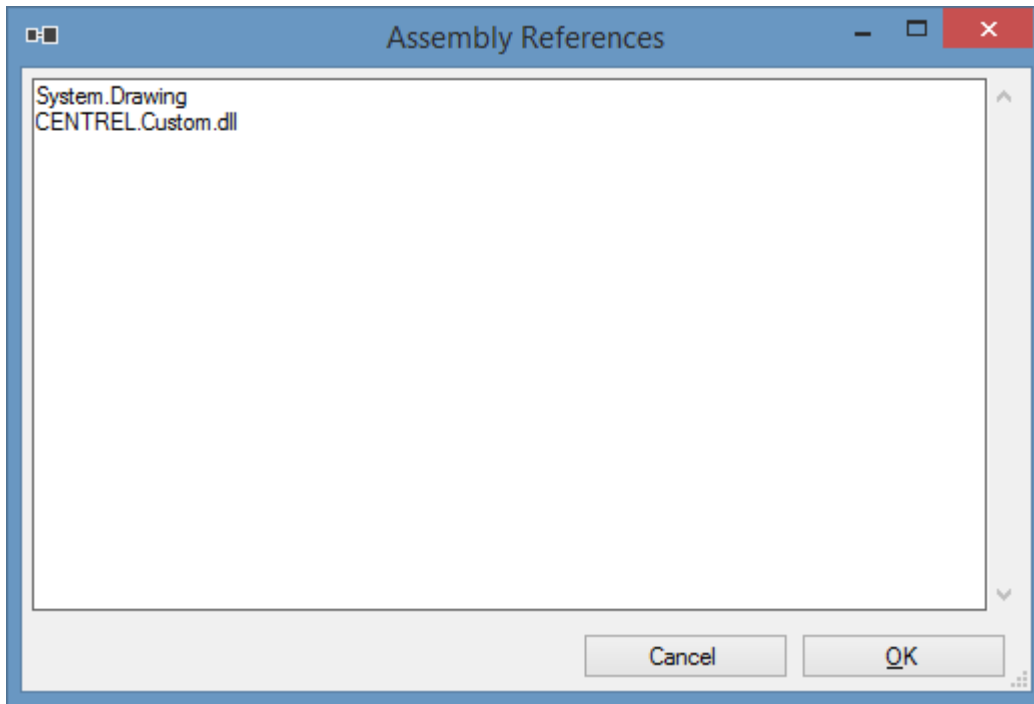 Assembly References
System.Drawing
CENTREL.Custom.dll
Cancel
OK